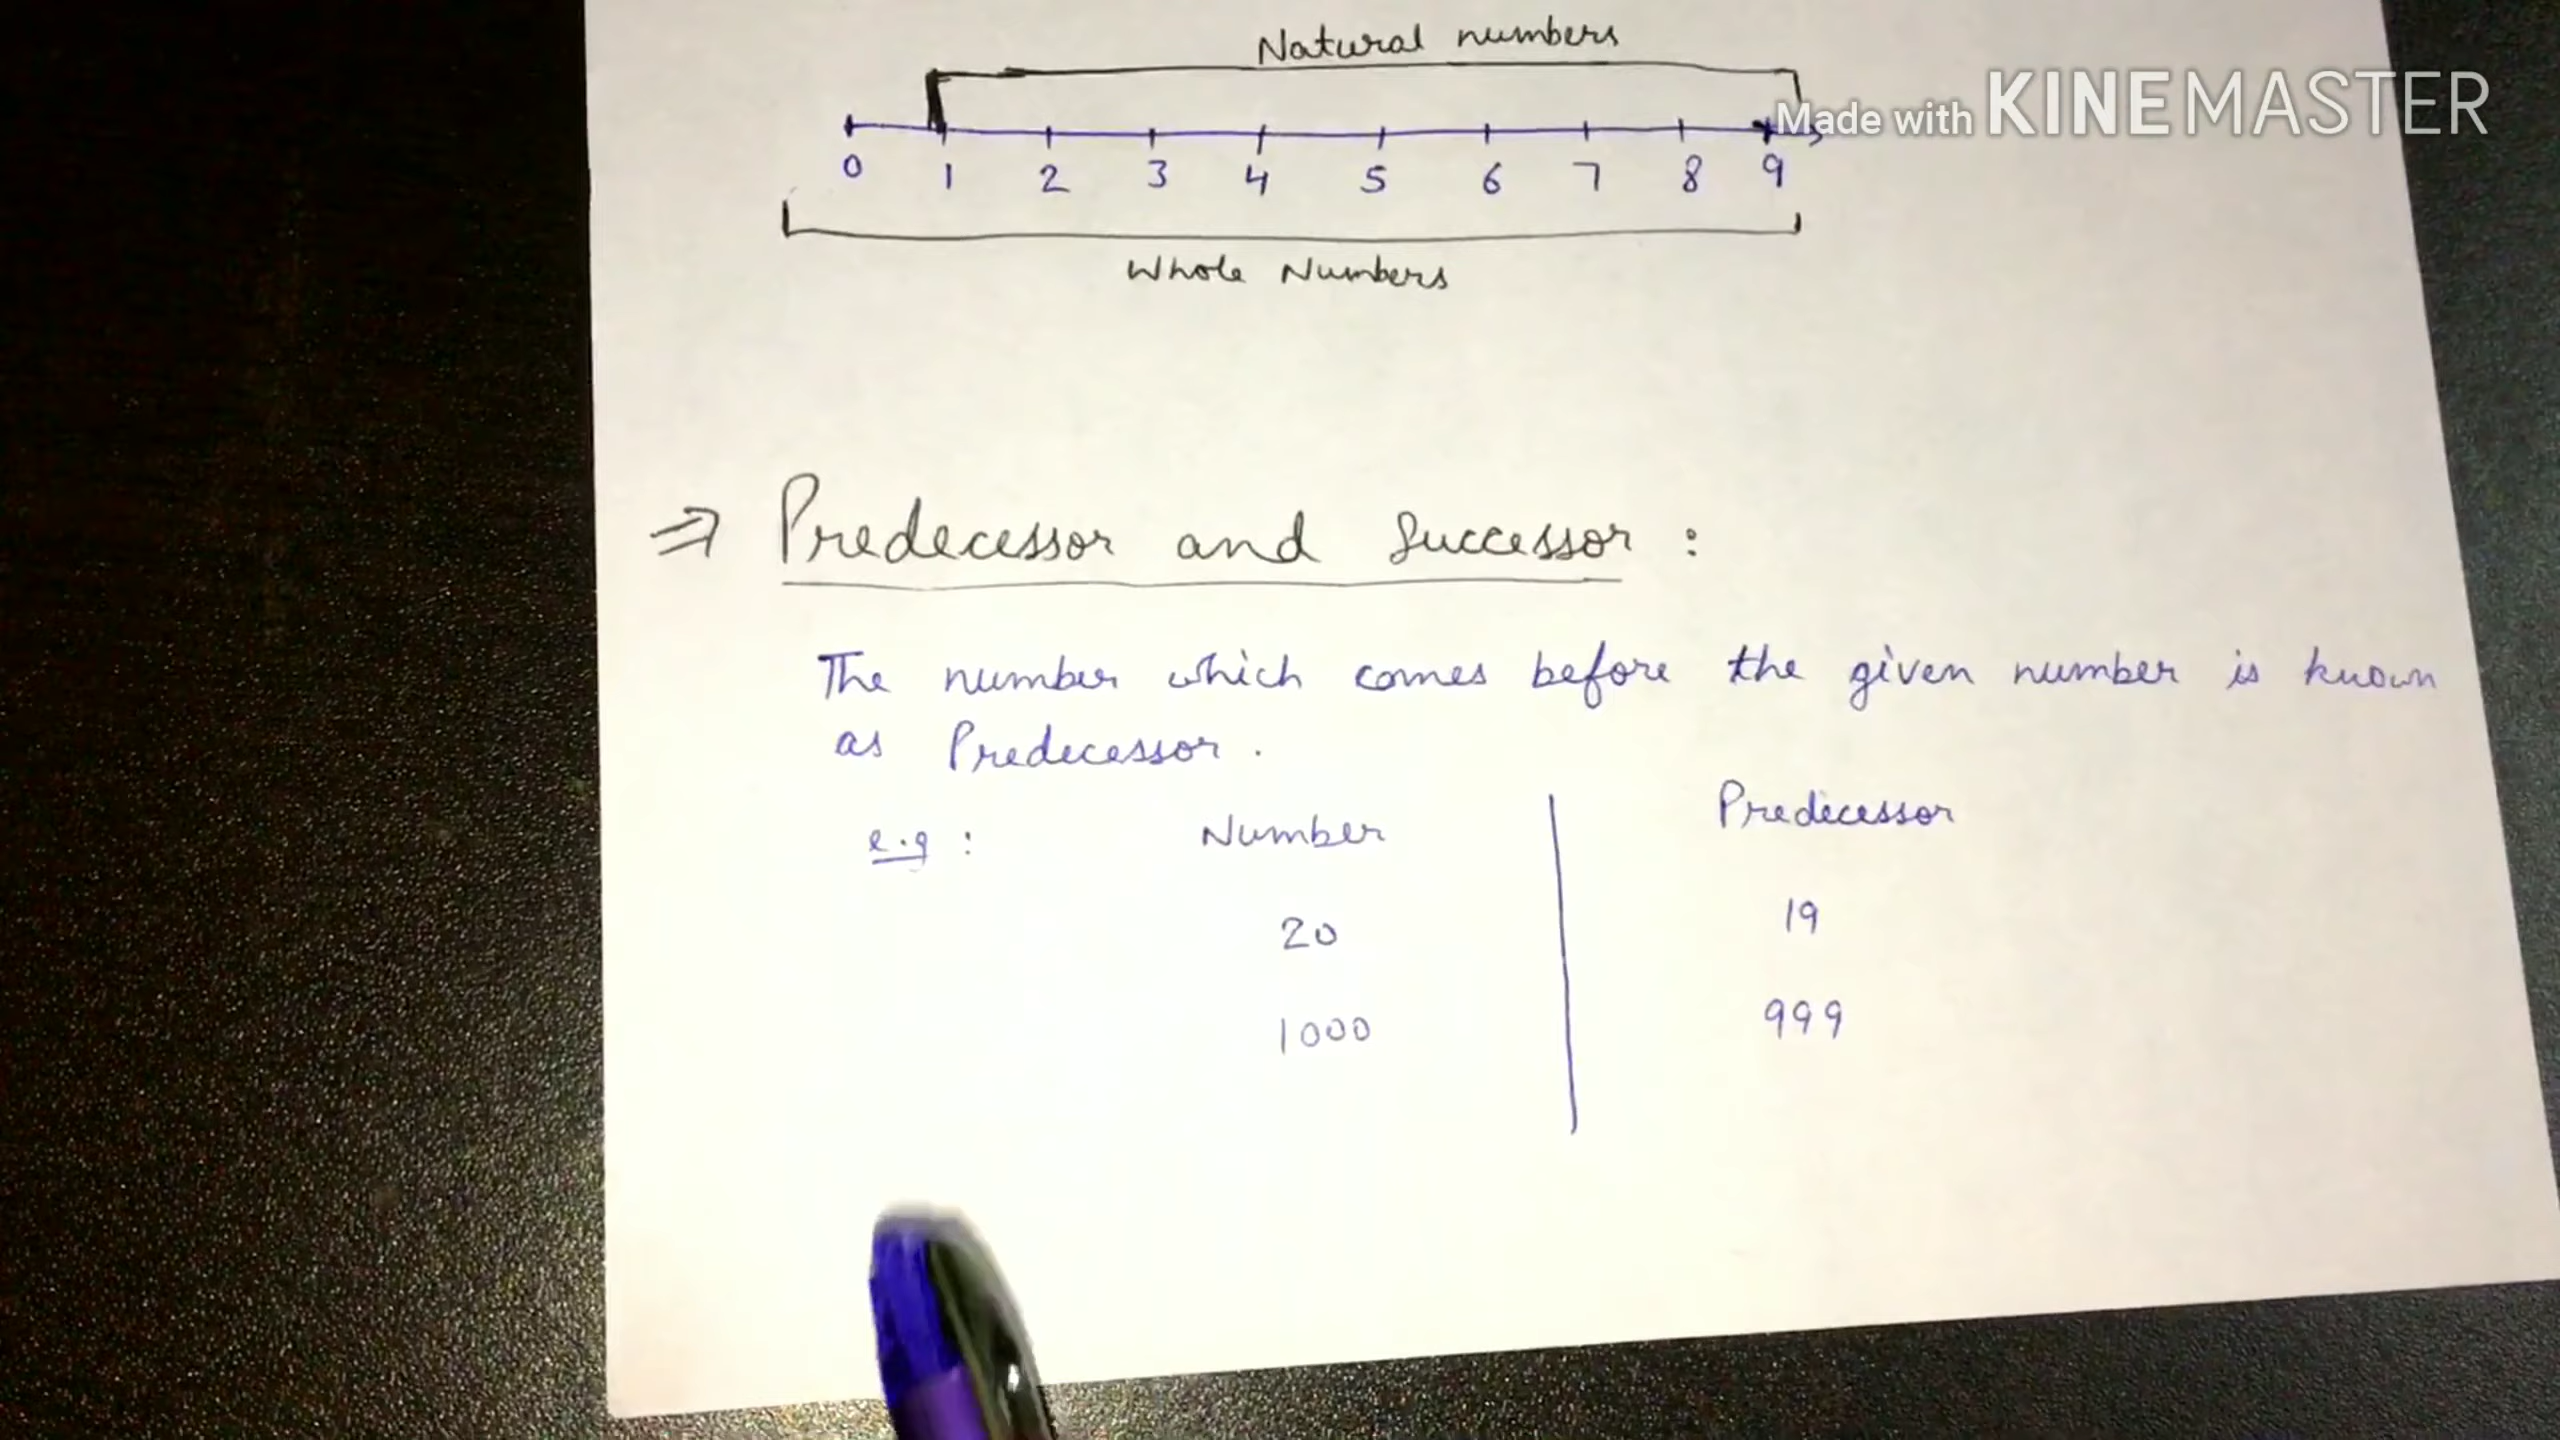 Natural numbers
Made with KINEMASTER
0 1 2 3 4 5 6 7 8 9
Whole Numbers
⇒ Predecessor and Successor :
The number which comes before the given number is known
as Predecessor .
e.g : Number Predecessor
20 19
1000 999